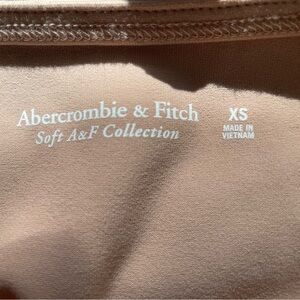 Abercrombie & Fitch
Soft A&F Collection
XS
MADE IN
VIETNAM